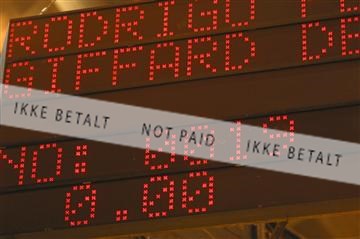 RODRIGO
GIFFARD DE
IKKE BETALT NOT PAID IKKE BETALT
NO:
0.00